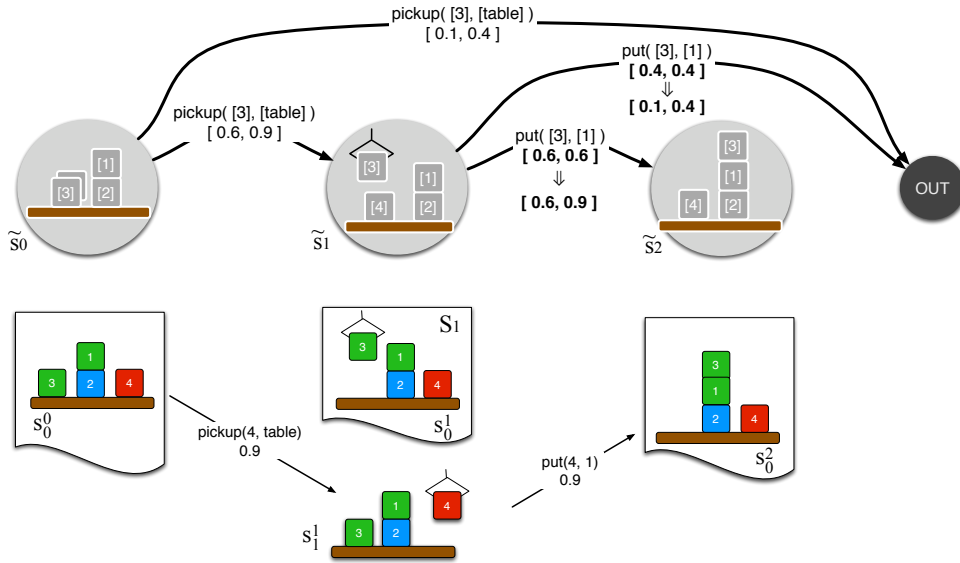 pickup( [3], [table] )
[ 0.1, 0.4 ]
put( [3], [1] )
[ 0.4, 0.4 ]
⇓
[ 0.1, 0.4 ]
pickup( [3], [table] )
[ 0.6, 0.9 ]
put( [3], [1] )
[ 0.6, 0.6 ]
⇓
[ 0.6, 0.9 ]
[1]
[3] [2]
s̃0
[3]
[1]
[4] [2]
s̃1
[3]
[1]
[4] [2]
s̃2
OUT
1
3 2 4
s₀⁰
S₁
3
1
2 4
s₀¹
3
1
2 4
s₀²
pickup(4, table)
0.9
put(4, 1)
0.9
1 4
3 2
s₁¹